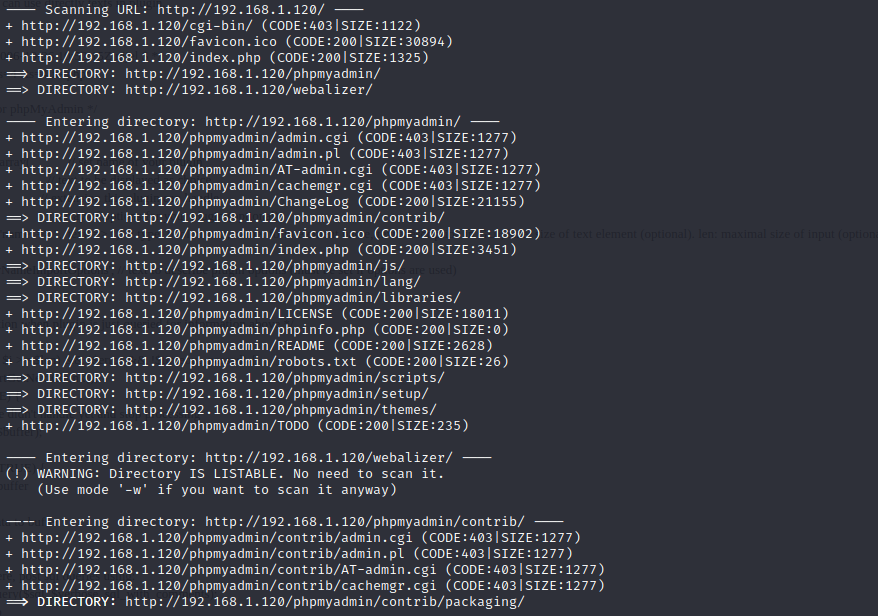 ---- Scanning URL: http://192.168.1.120/ ----
+ http://192.168.1.120/cgi-bin/ (CODE:403|SIZE:1122)
+ http://192.168.1.120/favicon.ico (CODE:200|SIZE:30894)
+ http://192.168.1.120/index.php (CODE:200|SIZE:1325)
==> DIRECTORY: http://192.168.1.120/phpmyadmin/
==> DIRECTORY: http://192.168.1.120/webalizer/
---- Entering directory: http://192.168.1.120/phpmyadmin/ ----
+ http://192.168.1.120/phpmyadmin/admin.cgi (CODE:403|SIZE:1277)
+ http://192.168.1.120/phpmyadmin/admin.pl (CODE:403|SIZE:1277)
+ http://192.168.1.120/phpmyadmin/AT-admin.cgi (CODE:403|SIZE:1277)
+ http://192.168.1.120/phpmyadmin/cachemgr.cgi (CODE:403|SIZE:1277)
+ http://192.168.1.120/phpmyadmin/ChangeLog (CODE:200|SIZE:21155)
==> DIRECTORY: http://192.168.1.120/phpmyadmin/contrib/
+ http://192.168.1.120/phpmyadmin/favicon.ico (CODE:200|SIZE:18902)
+ http://192.168.1.120/phpmyadmin/index.php (CODE:200|SIZE:3451)
==> DIRECTORY: http://192.168.1.120/phpmyadmin/js/
==> DIRECTORY: http://192.168.1.120/phpmyadmin/lang/
==> DIRECTORY: http://192.168.1.120/phpmyadmin/libraries/
+ http://192.168.1.120/phpmyadmin/LICENSE (CODE:200|SIZE:18011)
+ http://192.168.1.120/phpmyadmin/phpinfo.php (CODE:200|SIZE:0)
+ http://192.168.1.120/phpmyadmin/README (CODE:200|SIZE:2628)
+ http://192.168.1.120/phpmyadmin/robots.txt (CODE:200|SIZE:26)
==> DIRECTORY: http://192.168.1.120/phpmyadmin/scripts/
==> DIRECTORY: http://192.168.1.120/phpmyadmin/setup/
==> DIRECTORY: http://192.168.1.120/phpmyadmin/themes/
+ http://192.168.1.120/phpmyadmin/TODO (CODE:200|SIZE:235)
---- Entering directory: http://192.168.1.120/webalizer/ ----
(!) WARNING: Directory IS LISTABLE. No need to scan it.
(Use mode '-w' if you want to scan it anyway)
---- Entering directory: http://192.168.1.120/phpmyadmin/contrib/ ----
+ http://192.168.1.120/phpmyadmin/contrib/admin.cgi (CODE:403|SIZE:1277)
+ http://192.168.1.120/phpmyadmin/contrib/admin.pl (CODE:403|SIZE:1277)
+ http://192.168.1.120/phpmyadmin/contrib/AT-admin.cgi (CODE:403|SIZE:1277)
+ http://192.168.1.120/phpmyadmin/contrib/cachemgr.cgi (CODE:403|SIZE:1277)
==> DIRECTORY: http://192.168.1.120/phpmyadmin/contrib/packaging/